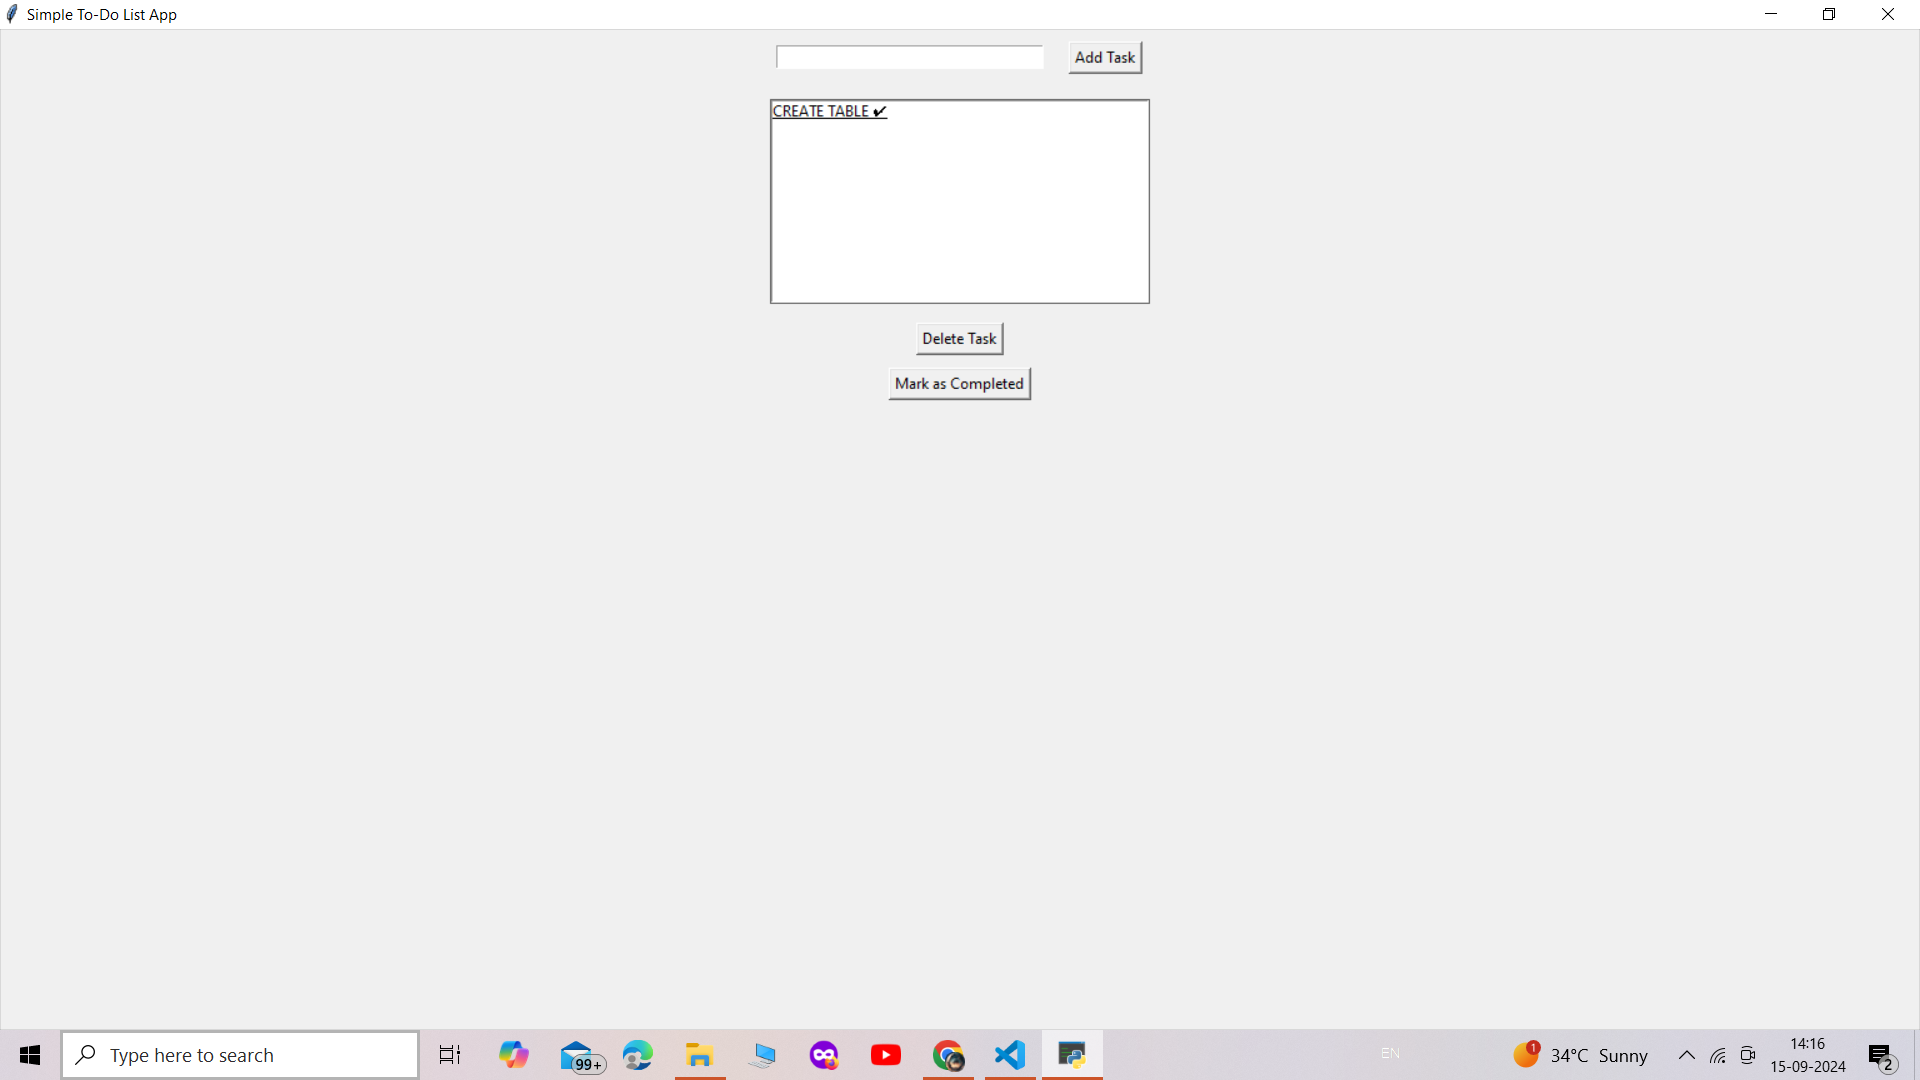 Simple To-Do List App
Add Task
CREATE TABLE ✔
Delete Task
Mark as Completed
Type here to search
99+
EN
1
34°C Sunny
14:16
15-09-2024
2